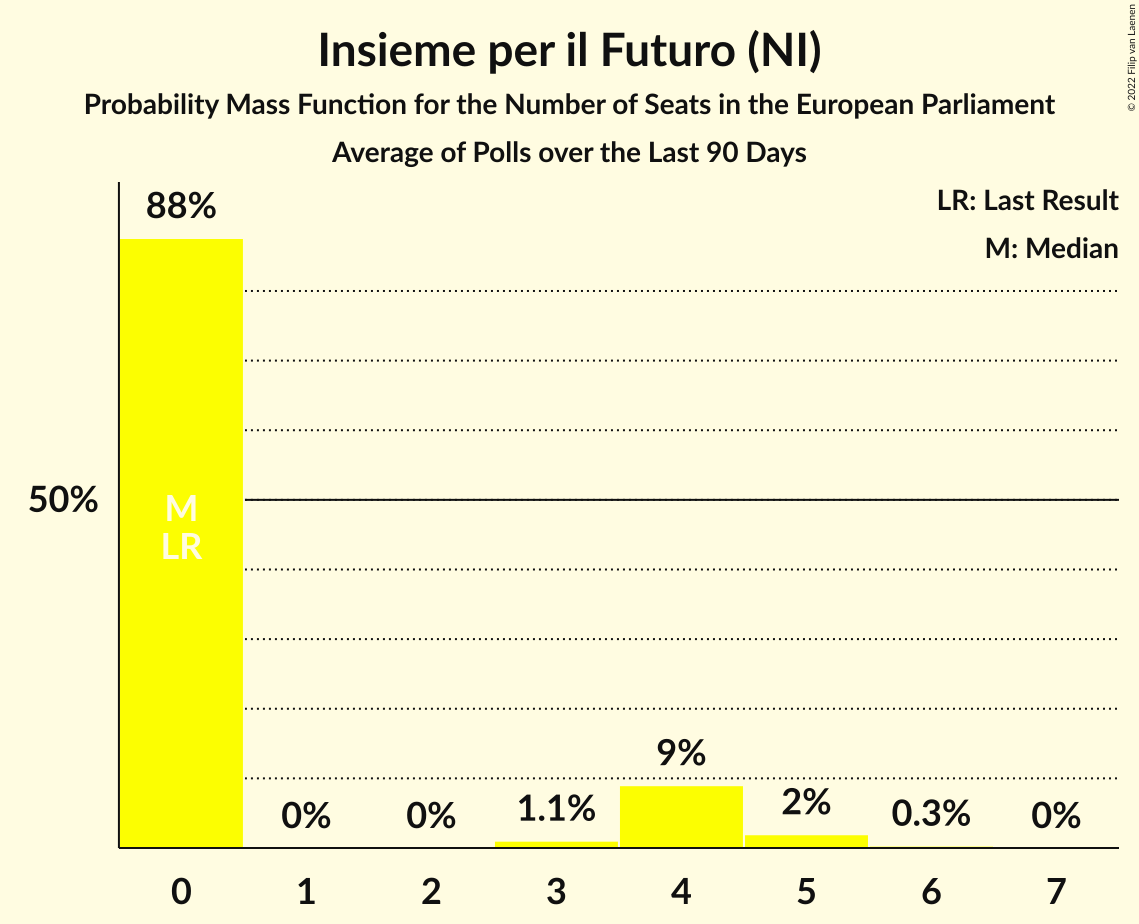 Insieme per il Futuro (NI)
Probability Mass Function for the Number of Seats in the European Parliament
Average of Polls over the Last 90 Days
© 2022 Filip van Laenen
LR: Last Result
M: Median
88%
50%
M
LR
0%
0%
1.1%
9%
2%
0.3%
0%
0 1 2 3 4 5 6 7